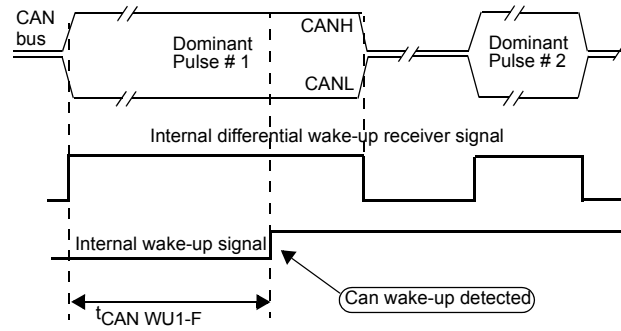 CAN
bus
CANH
Dominant
Pulse # 1
Dominant
Pulse # 2
CANL
Internal differential wake-up receiver signal
Internal wake-up signal
Can wake-up detected
tCAN WU1-F